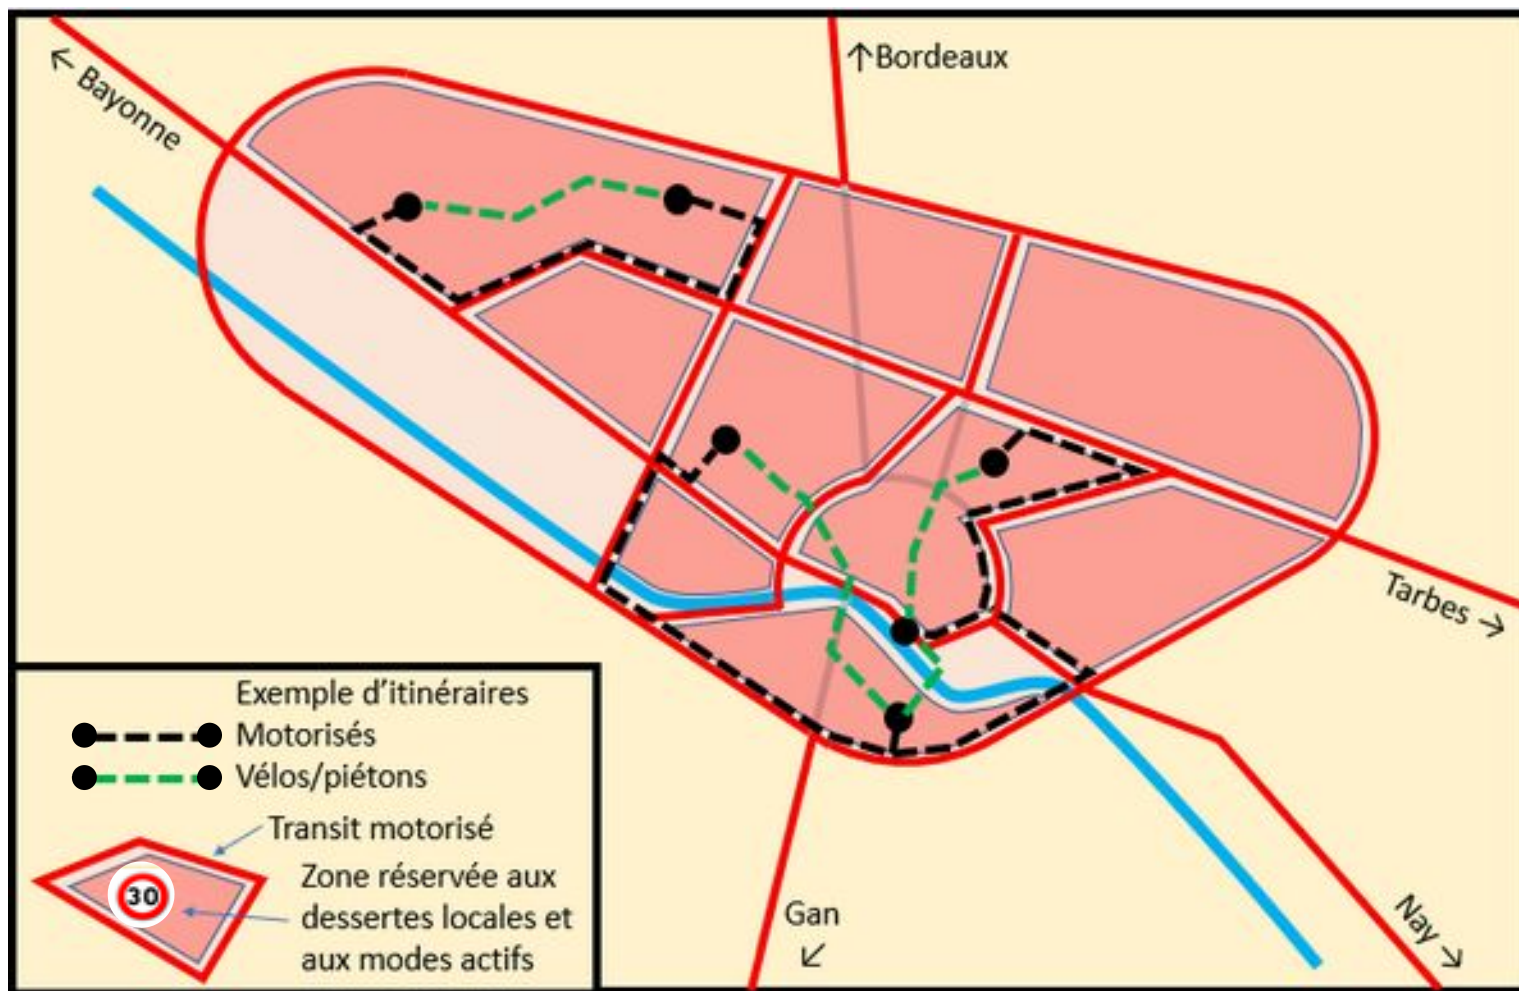 ← Bayonne
↑Bordeaux
Tarbes →
Exemple d'itinéraires
Motorisés
Vélos/piétons
Transit motorisé
Zone réservée aux
dessertes locales et
aux modes actifs
30
Gan
↙
Nay →